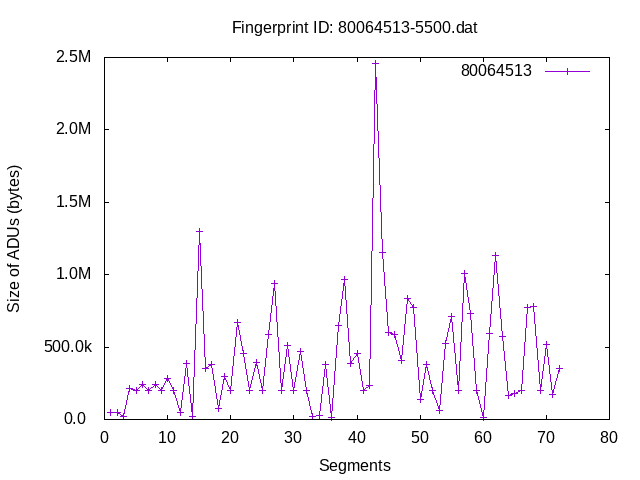 Fingerprint ID: 80064513-5500.dat
80064513
2.5M
2.0M
1.5M
1.0M
500.0k
0.0
Size of ADUs (bytes)
0 10 20 30 40 50 60 70 80
Segments